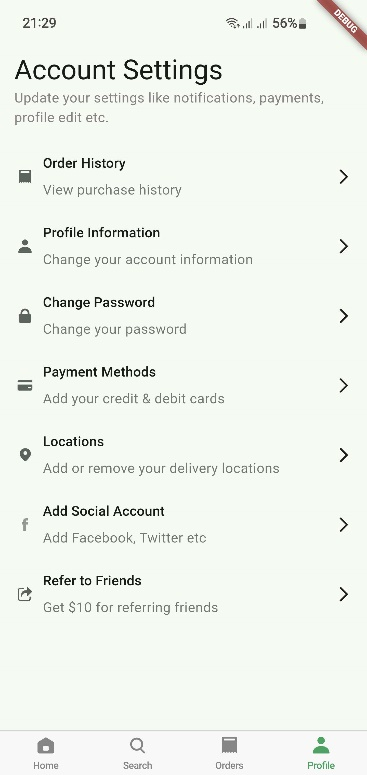 21:29
56%
DEBUG
Account Settings
Update your settings like notifications, payments,
profile edit etc.
Order History
View purchase history
Profile Information
Change your account information
Change Password
Change your password
Payment Methods
Add your credit & debit cards
Locations
Add or remove your delivery locations
Add Social Account
Add Facebook, Twitter etc
Refer to Friends
Get $10 for referring friends
Home
Search
Orders
Profile